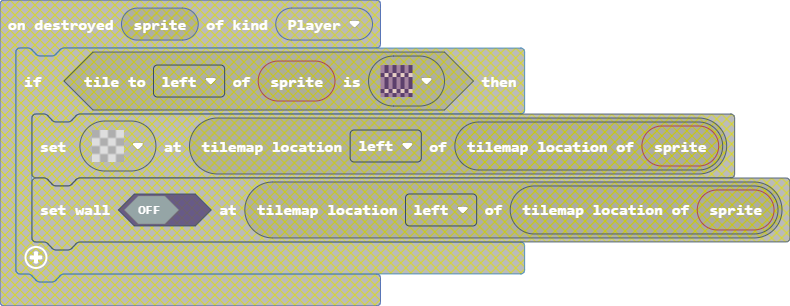 on destroyed sprite of kind Player
if tile to left of sprite is then
set at tilemap location left of tilemap location of sprite
set wall OFF at tilemap location left of tilemap location of sprite